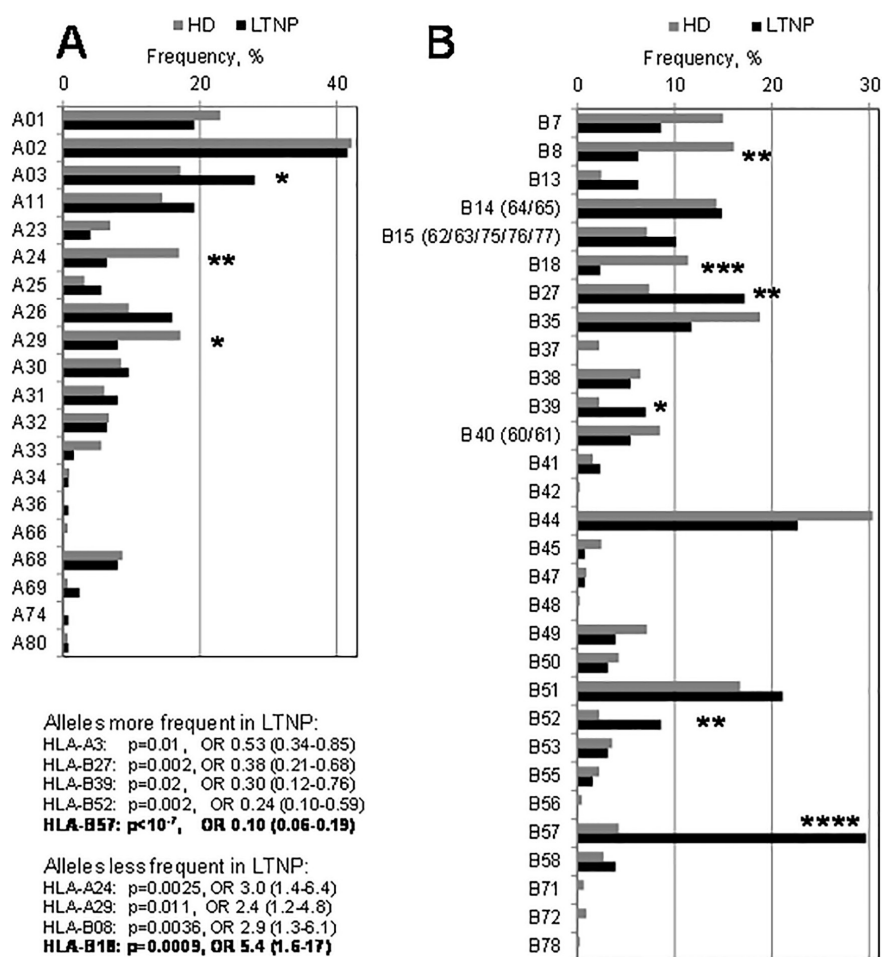 A
HD LTNP
Frequency, %
0 20 40
A01
A02
A03 *
A11
A23
A24 **
A25
A26
A29 *
A30
A31
A32
A33
A34
A36
A66
A68
A69
A74
A80
Alleles more frequent in LTNP:
HLA-A3: p=0.01, OR 0.53 (0.34-0.85)
HLA-B27: p=0.002, OR 0.38 (0.21-0.68)
HLA-B39: p=0.02, OR 0.30 (0.12-0.76)
HLA-B52: p=0.002, OR 0.24 (0.10-0.59)
HLA-B57: p<10⁻⁷, OR 0.10 (0.06-0.19)
Alleles less frequent in LTNP:
HLA-A24: p=0.0025, OR 3.0 (1.4-6.4)
HLA-A29: p=0.011, OR 2.4 (1.2-4.8)
HLA-B08: p=0.0036, OR 2.9 (1.3-6.1)
HLA-B18: p=0.0009, OR 5.4 (1.6-17)
B
HD LTNP
Frequency, %
0 10 20 30
B7
B8 **
B13
B14 (64/65)
B15 (62/63/75/76/77)
B18 ***
B27 **
B35
B37
B38
B39 *
B40 (60/61)
B41
B42
B44
B45
B47
B48
B49
B50
B51
B52 **
B53
B55
B56
B57 ****
B58
B71
B72
B78